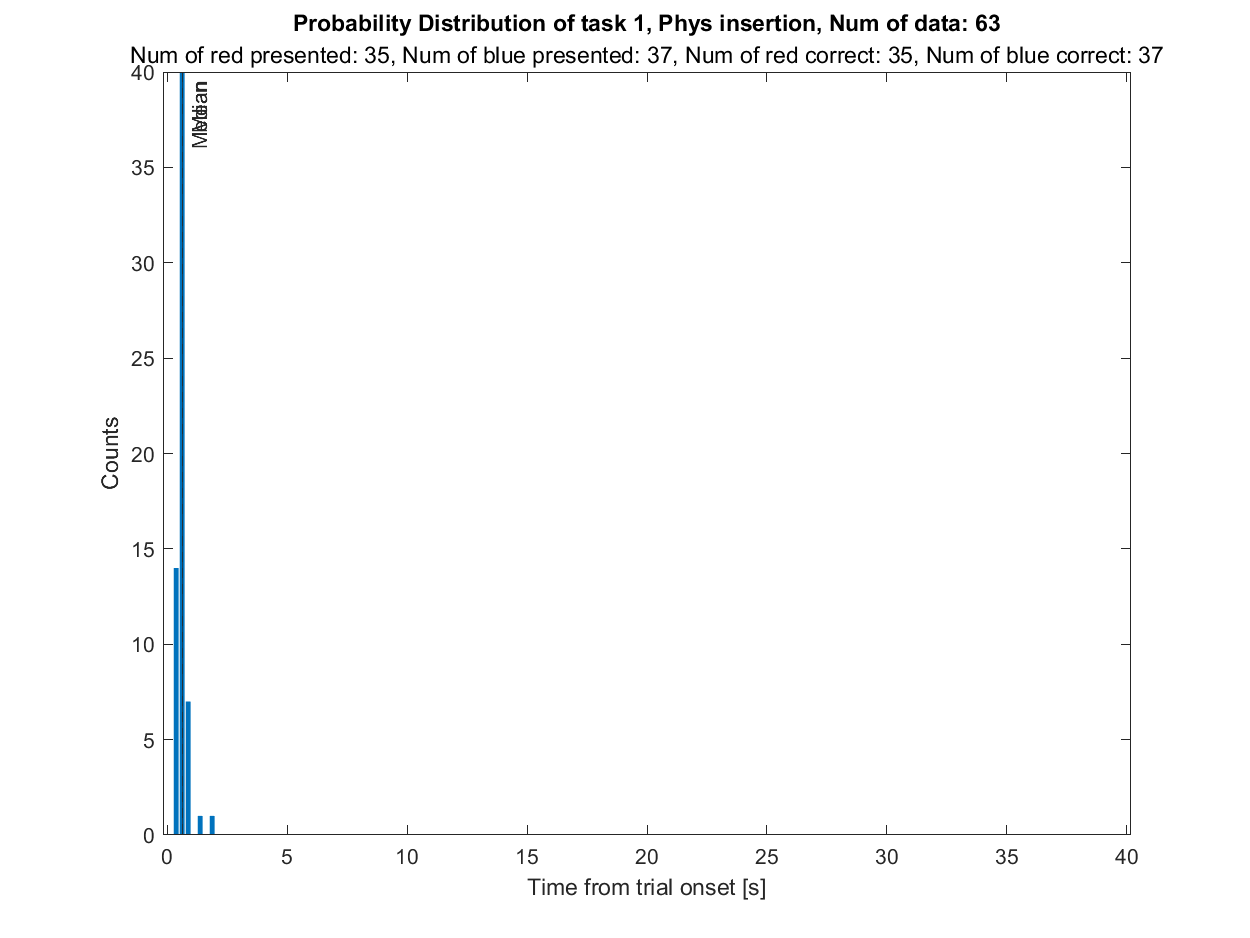 Probability Distribution of task 1, Phys insertion, Num of data: 63
Num of red presented: 35, Num of blue presented: 37, Num of red correct: 35, Num of blue correct: 37
40
35
30
25
20
15
10
5
0
Median
Mean
Counts
0 5 10 15 20 25 30 35 40
Time from trial onset [s]